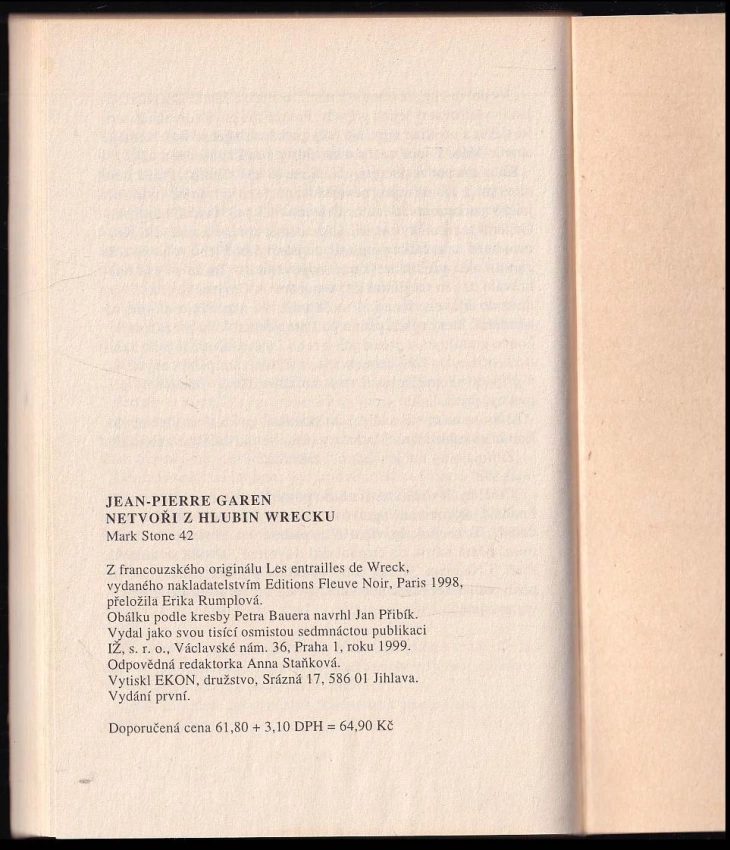 JEAN-PIERRE GAREN
NETVOŘI Z HLUBIN WRECKU
Mark Stone 42
Z francouzského originálu Les entrailles de Wreck,
vydaného nakladatelstvím Editions Fleuve Noir, Paris 1998,
přeložila Erika Rumplová.
Obálku podle kresby Petra Bauera navrhl Jan Přibík.
Vydal jako svou tisící osmistou sedmnáctou publikaci
IŽ, s. r. o., Václavské nám. 36, Praha 1, roku 1999.
Odpovědná redaktorka Anna Staňková.
Vytiskl EKON, družstvo, Srázná 17, 586 01 Jihlava.
Vydání první.
Doporučená cena 61,80 + 3,10 DPH = 64,90 Kč